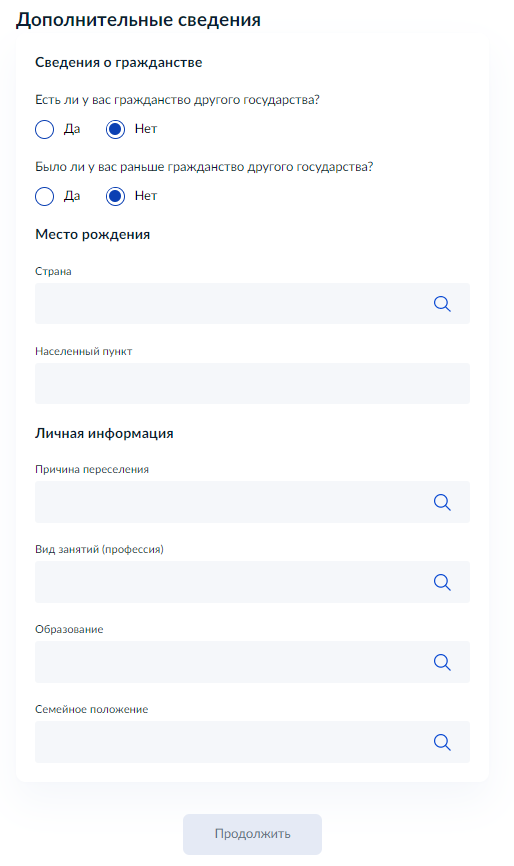 Дополнительные сведения
Сведения о гражданстве
Есть ли у вас гражданство другого государства?
Да Нет
Было ли у вас раньше гражданство другого государства?
Да Нет
Место рождения
Страна
Населенный пункт
Личная информация
Причина переселения
Вид занятий (профессия)
Образование
Семейное положение
Продолжить